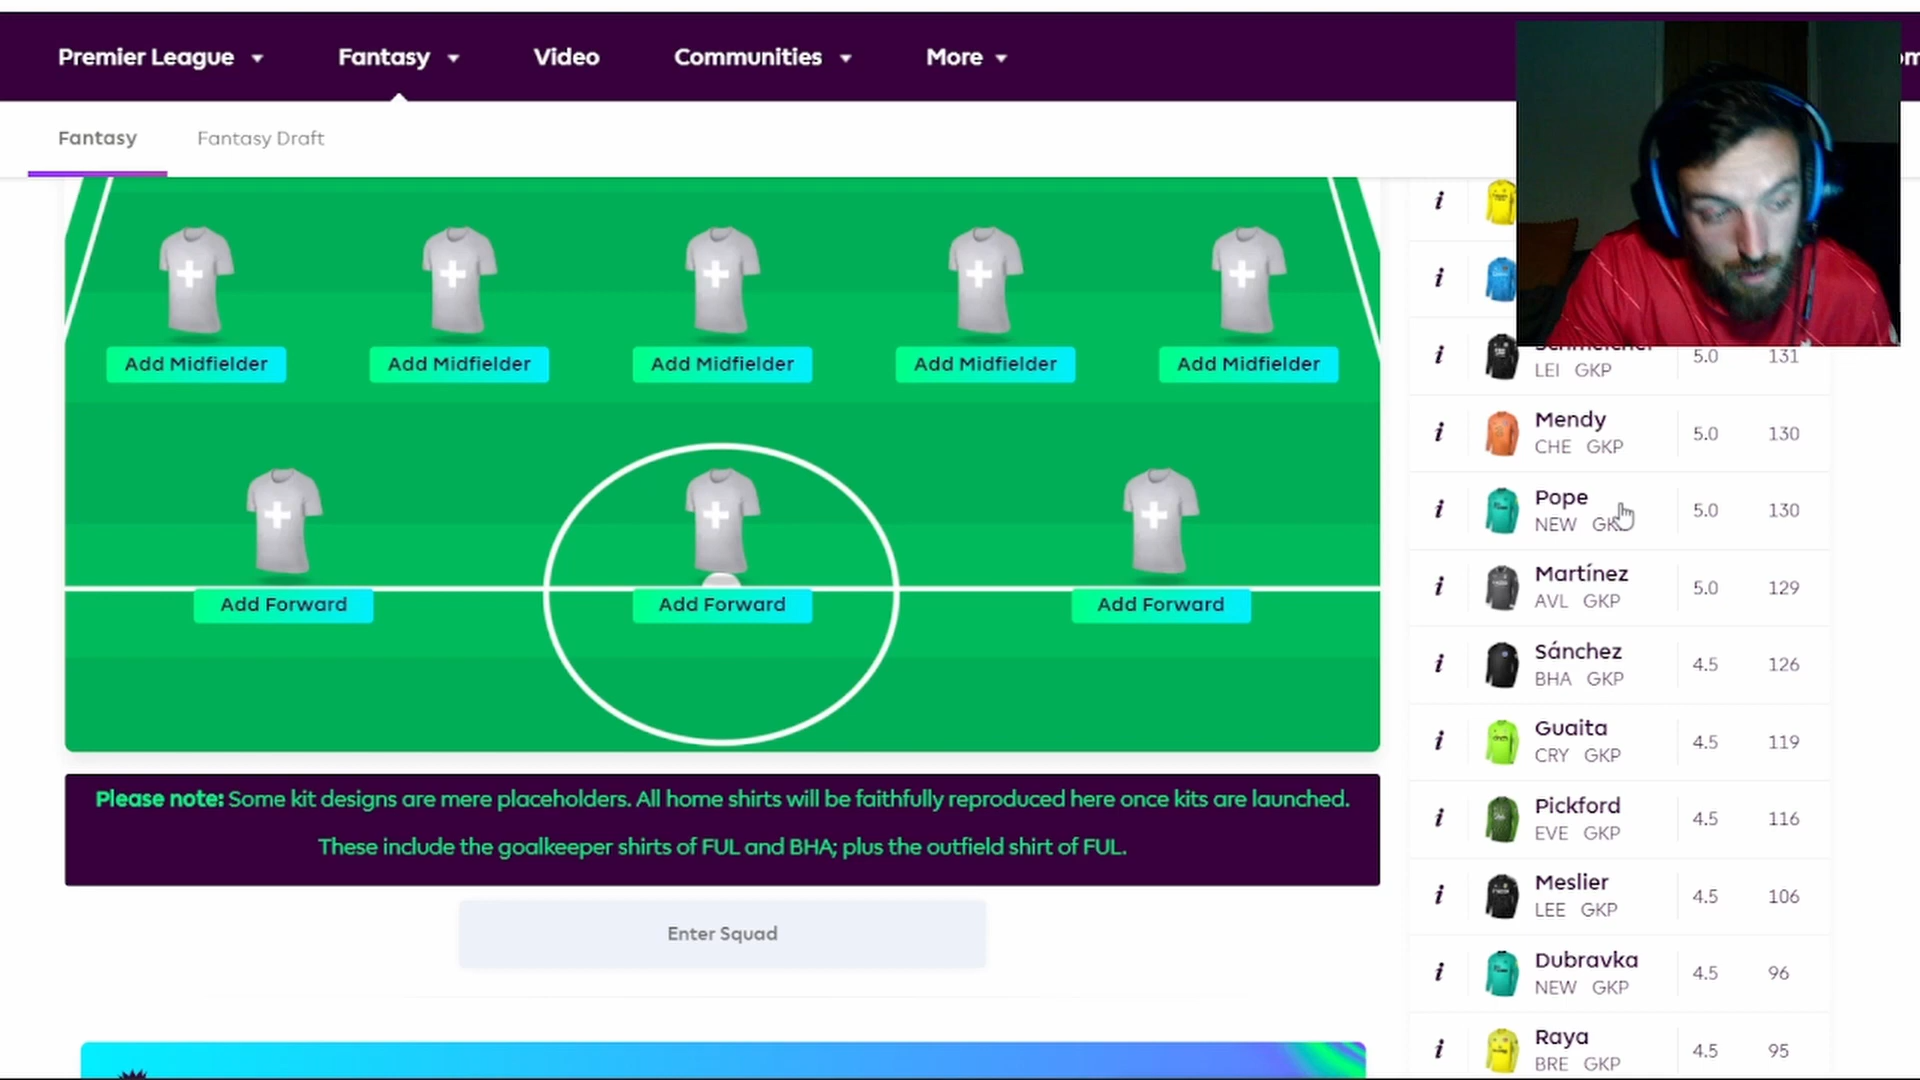 Premier League
Fantasy
Video
Communities
More
Fantasy
Fantasy Draft
Add Midfielder
Add Midfielder
Add Midfielder
Add Midfielder
Add Midfielder
Add Forward
Add Forward
Add Forward
Please note: Some kit designs are mere placeholders. All home shirts will be faithfully reproduced here once kits are launched.
These include the goalkeeper shirts of FUL and BHA; plus the outfield shirt of FUL.
Enter Squad
i
i
i
LEI GKP 5.0 131
i
Mendy
CHE GKP 5.0 130
i
Pope
NEW 5.0 130
i
Martínez
AVL GKP 5.0 129
i
Sánchez
BHA GKP 4.5 126
i
Guaita
CRY GKP 4.5 119
i
Pickford
EVE GKP 4.5 116
i
Meslier
LEE GKP 4.5 106
i
Dubravka
NEW GKP 4.5 96
i
Raya
BRE GKP 4.5 95